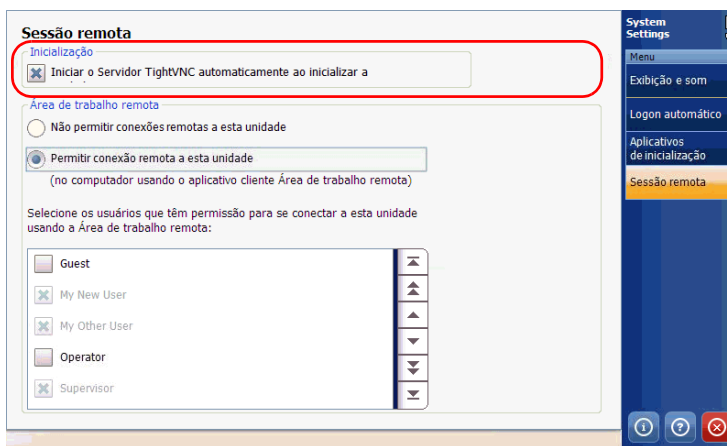 Sessão remota
Inicialização
Iniciar o Servidor TightVNC automaticamente ao inicializar a
Área de trabalho remota
Não permitir conexões remotas a esta unidade
Permitir conexão remota a esta unidade
(no computador usando o aplicativo cliente Área de trabalho remota)
Selecione os usuários que têm permissão para se conectar a esta unidade
usando a Área de trabalho remota:
Guest
My New User
My Other User
Operator
Supervisor
System
Settings
Menu
Exibição e som
Logon automático
Aplicativos
de inicialização
Sessão remota